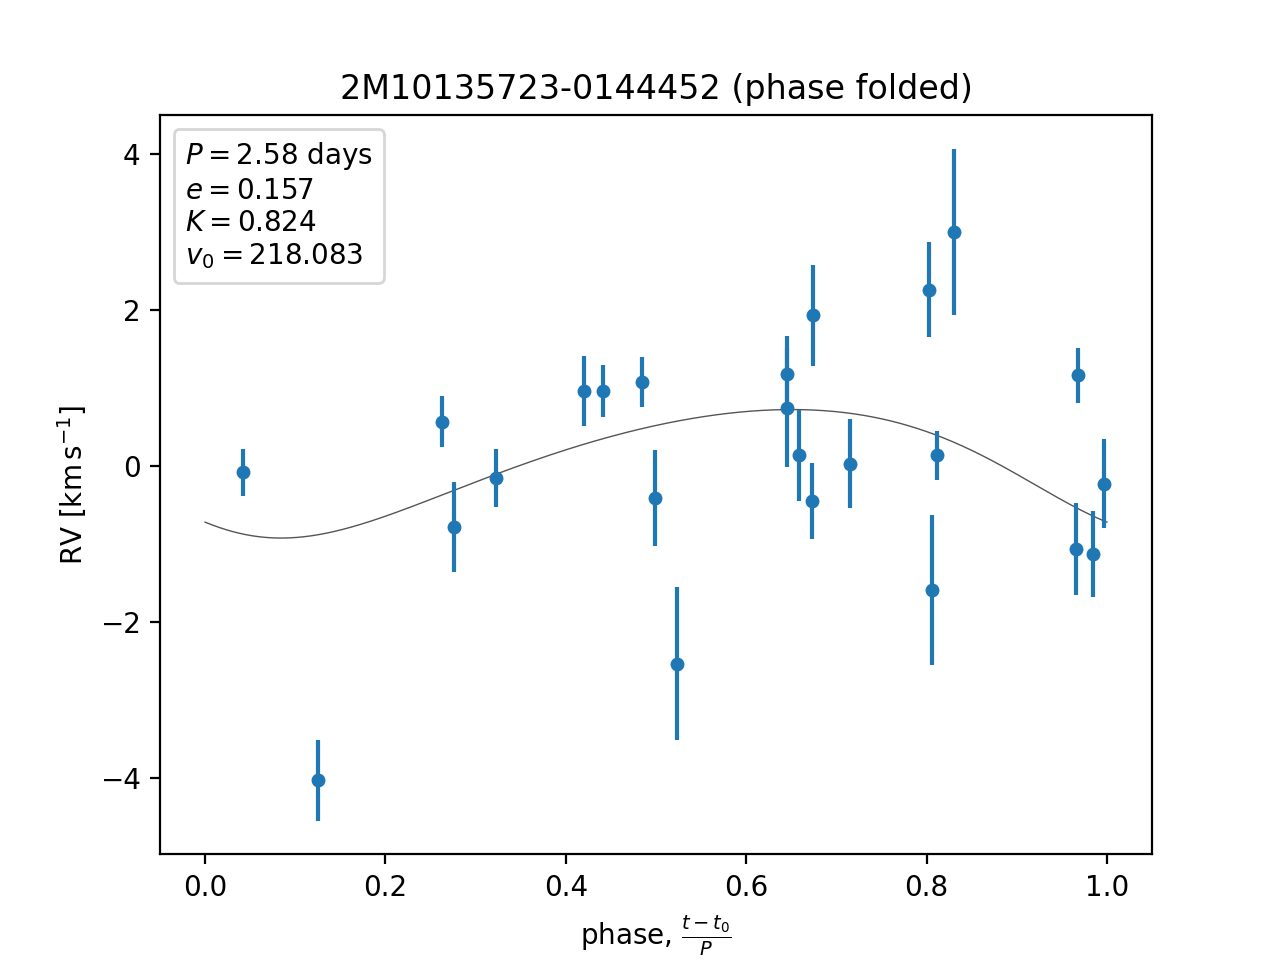 2M10135723-0144452 (phase folded)
P = 2.58 days
e = 0.157
K = 0.824
v₀ = 218.083
RV [km s⁻¹]
4
2
0
−2
−4
0.0 0.2 0.4 0.6 0.8 1.0
phase, (t − t₀)/P